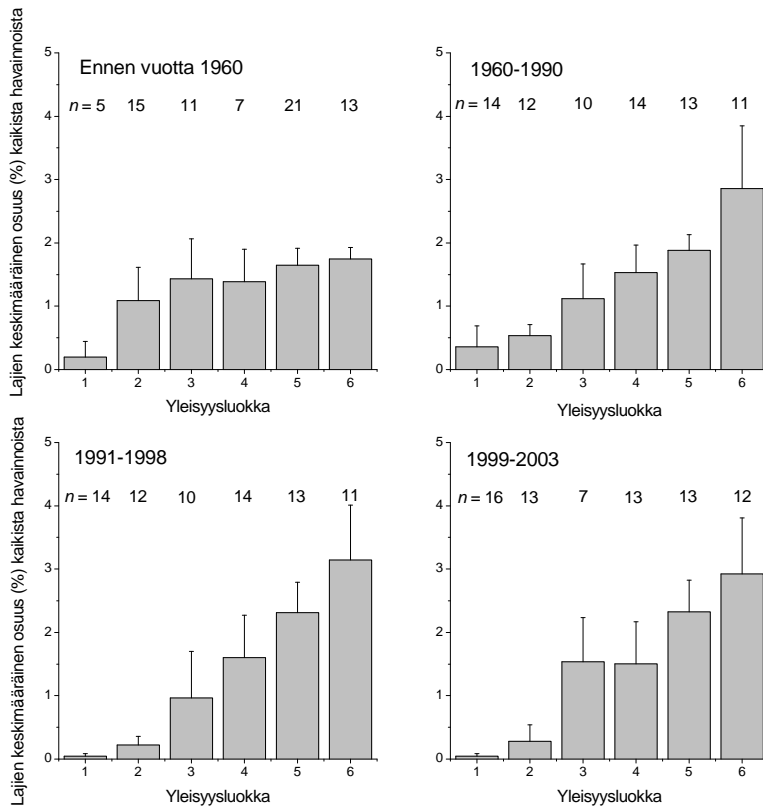 Lajien keskimääräinen osuus (%) kaikista havainnoista
5
4
3
2
1
0
Ennen vuotta 1960
n = 5 15 11 7 21 13
1 2 3 4 5 6
Yleisyysluokka
5
4
3
2
1
0
1960-1990
n = 14 12 10 14 13 11
1 2 3 4 5 6
Yleisyysluokka
Lajien keskimääräinen osuus (%) kaikista havainnoista
5
4
3
2
1
0
1991-1998
n = 14 12 10 14 13 11
1 2 3 4 5 6
Yleisyysluokka
5
4
3
2
1
0
1999-2003
n = 16 13 7 13 13 12
1 2 3 4 5 6
Yleisyysluokka